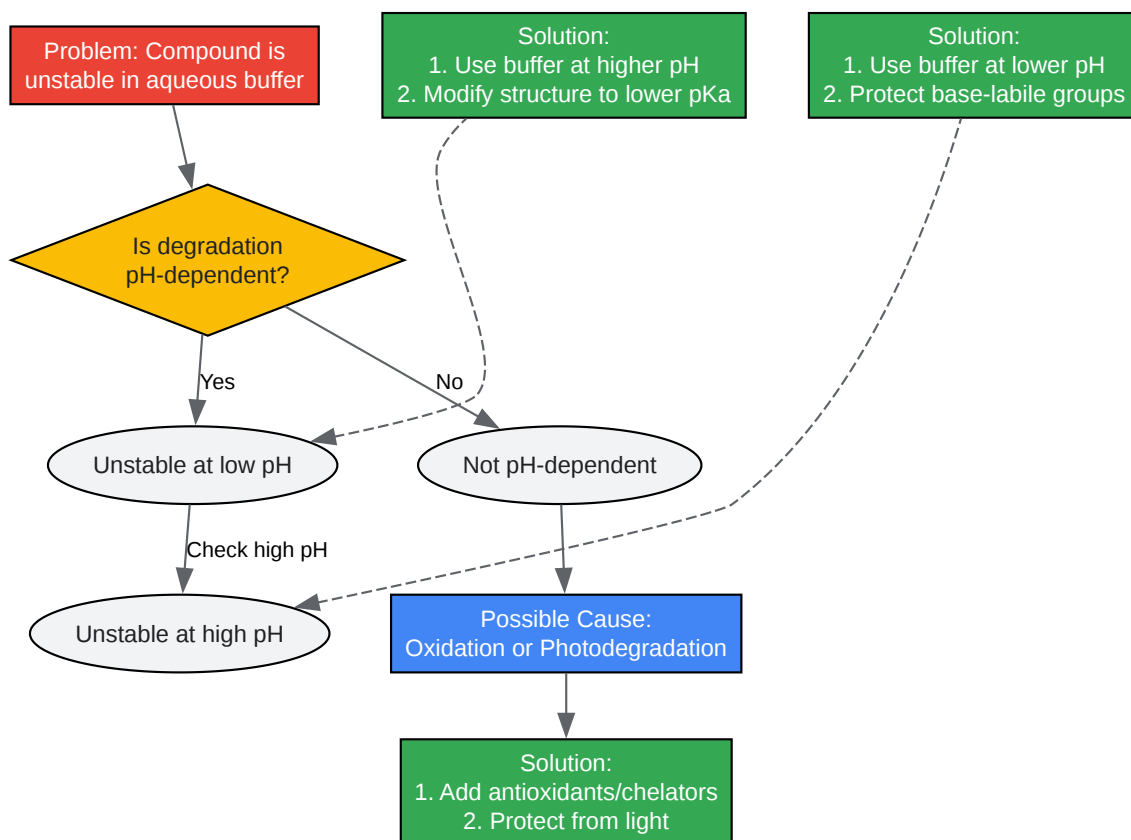 Problem: Compound is
unstable in aqueous buffer
Solution:
1. Use buffer at higher pH
2. Modify structure to lower pKa
Solution:
1. Use buffer at lower pH
2. Protect base-labile groups
Is degradation
pH-dependent?
Yes
No
Unstable at low pH
Not pH-dependent
Check high pH
Unstable at high pH
Possible Cause:
Oxidation or Photodegradation
Solution:
1. Add antioxidants/chelators
2. Protect from light